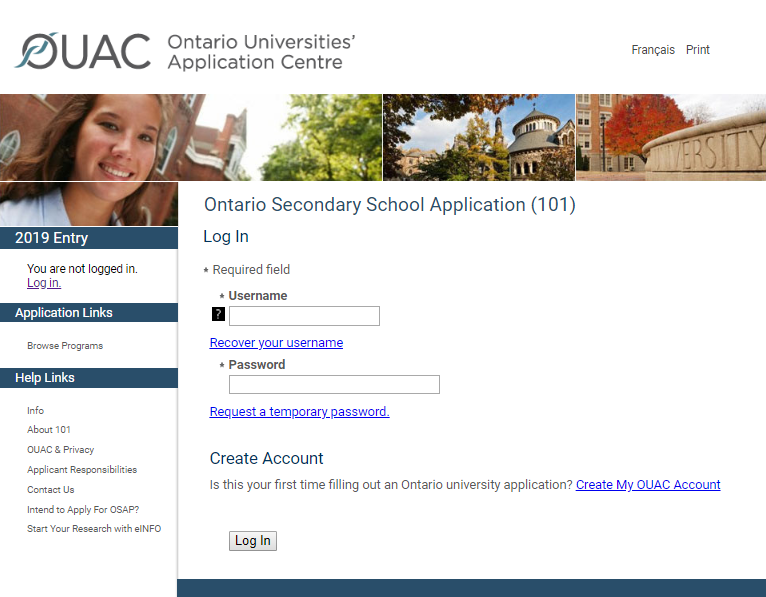 OUAC Ontario Universities’
Application Centre
Français Print
UNIVERSITY
Ontario Secondary School Application (101)
2019 Entry
Log In
You are not logged in.
Log in.
* Required field
* Username
?
Application Links
Browse Programs
Recover your username
* Password
Help Links
Request a temporary password.
Info
About 101
OUAC & Privacy
Applicant Responsibilities
Contact Us
Intend to Apply For OSAP?
Start Your Research with eINFO
Create Account
Is this your first time filling out an Ontario university application? Create My OUAC Account
Log In